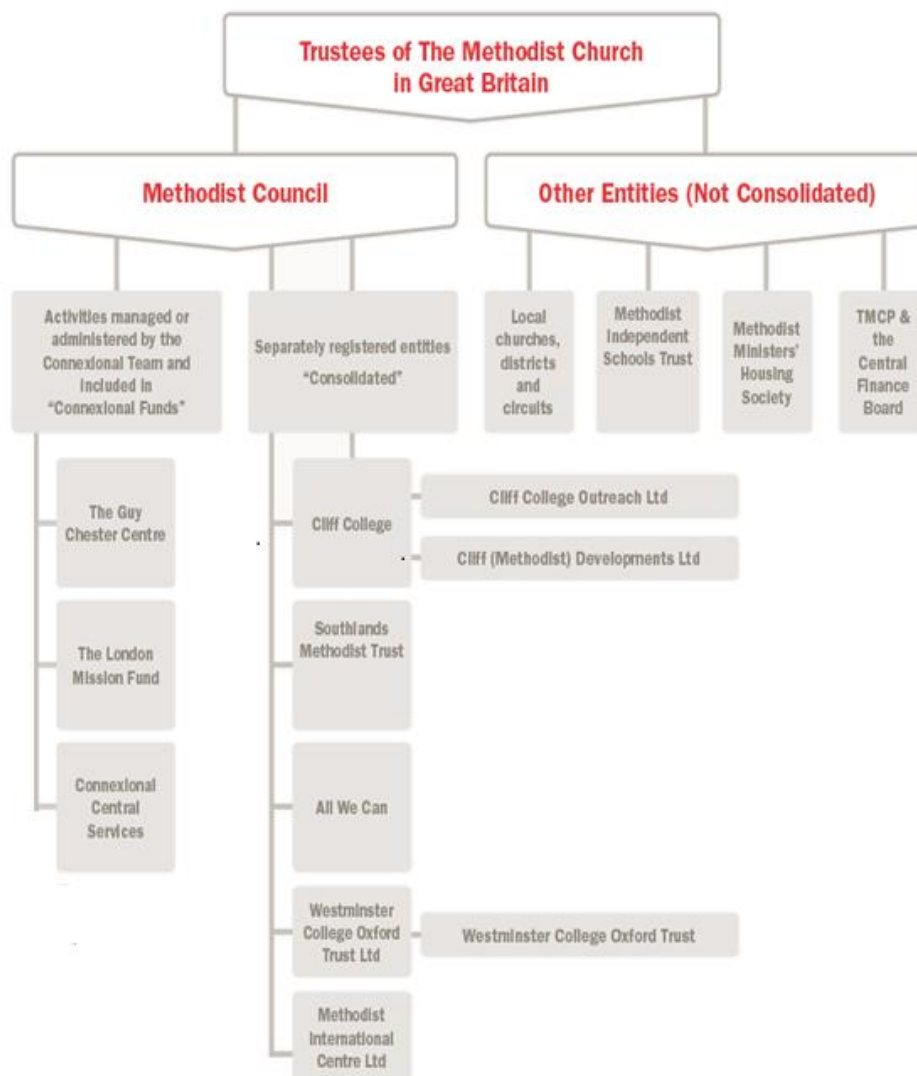 Trustees of The Methodist Church
in Great Britain
Methodist Council
Other Entities (Not Consolidated)
Activities managed or
administered by the
Connexional Team and
included in
“Connexional Funds”
Separately registered entities
“Consolidated”
Local
churches,
districts
and
circuits
Methodist
Independent
Schools Trust
Methodist
Ministers’
Housing
Society
TMCP &
the
Central
Finance
Board
The Guy
Chester Centre
The London
Mission Fund
Connexional
Central
Services
Cliff College
Cliff College Outreach Ltd
Cliff (Methodist) Developments Ltd
Southlands
Methodist Trust
All We Can
Westminster
College Oxford
Trust Ltd
Westminster College Oxford Trust
Methodist
International
Centre Ltd